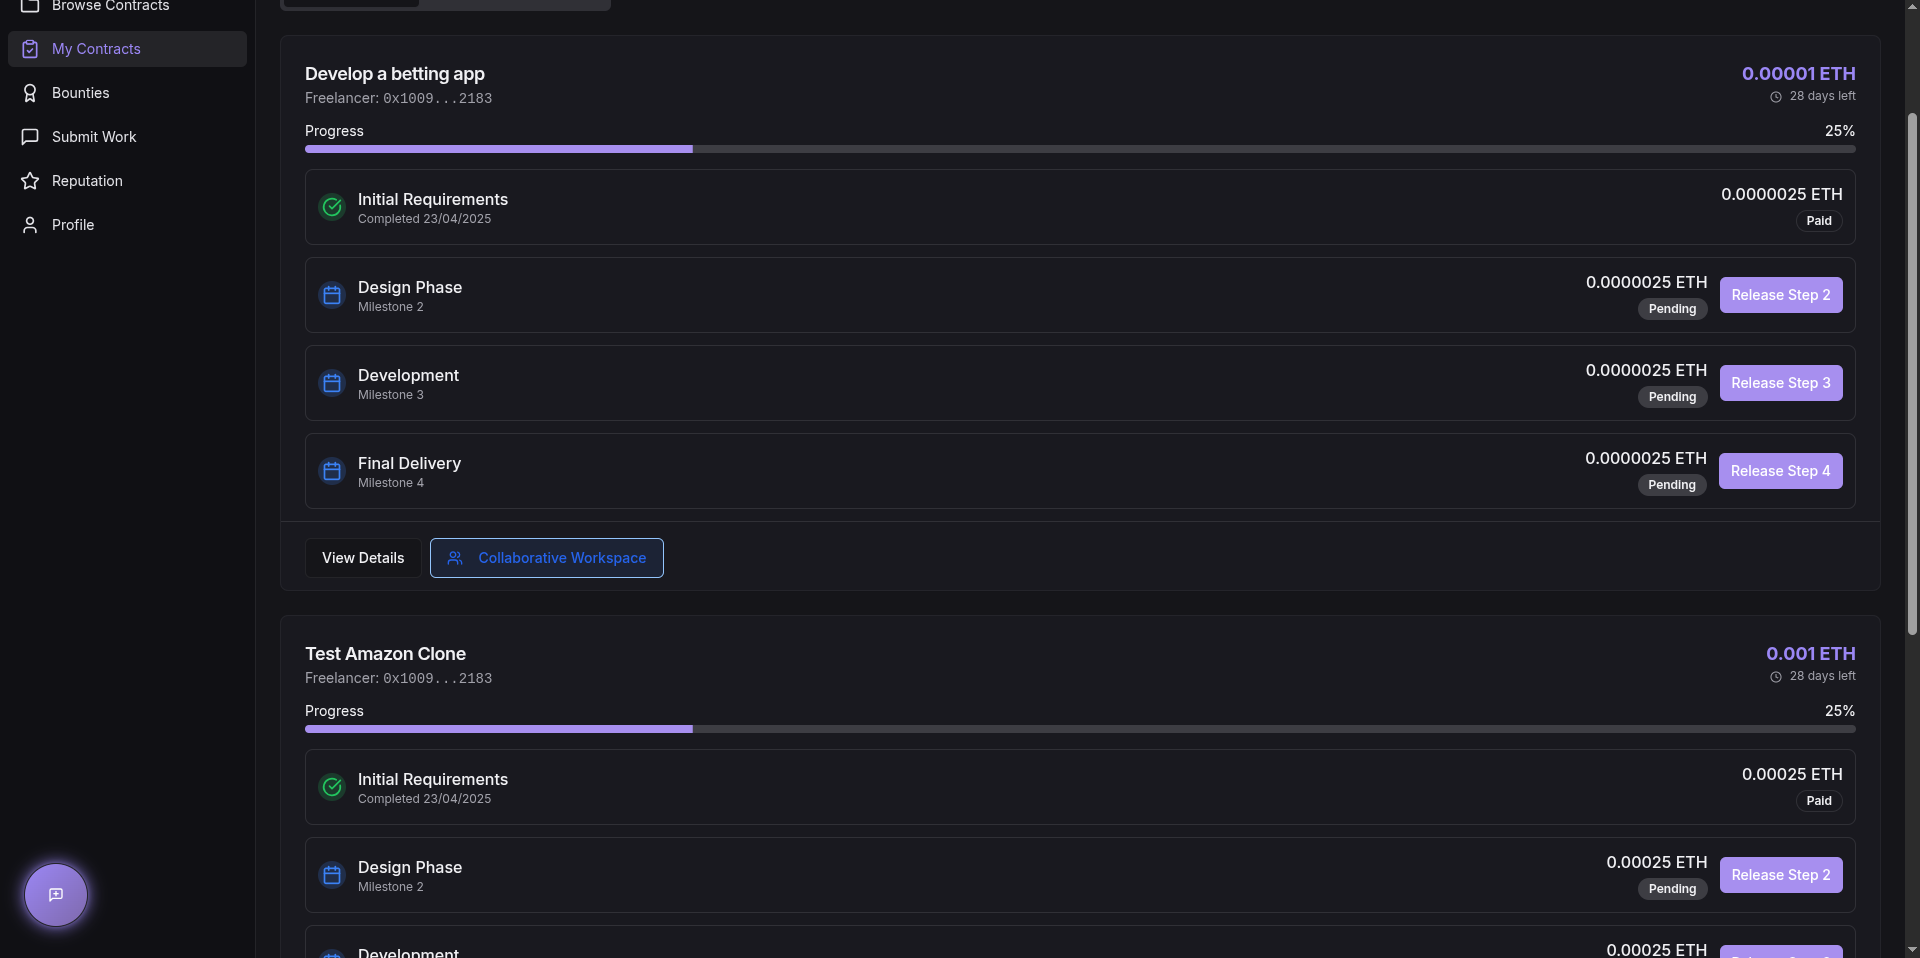 Browse Contracts
My Contracts
Bounties
Submit Work
Reputation
Profile
Develop a betting app
0.00001 ETH
Freelancer: 0x1009...2183
28 days left
Progress
25%
Initial Requirements
0.0000025 ETH
Completed 23/04/2025
Paid
Design Phase
0.0000025 ETH
Release Step 2
Milestone 2
Pending
Development
0.0000025 ETH
Release Step 3
Milestone 3
Pending
Final Delivery
0.0000025 ETH
Release Step 4
Milestone 4
Pending
View Details
Collaborative Workspace
Test Amazon Clone
0.001 ETH
Freelancer: 0x1009...2183
28 days left
Progress
25%
Initial Requirements
0.00025 ETH
Completed 23/04/2025
Paid
Design Phase
0.00025 ETH
Release Step 2
Milestone 2
Pending
Development
0.00025 ETH